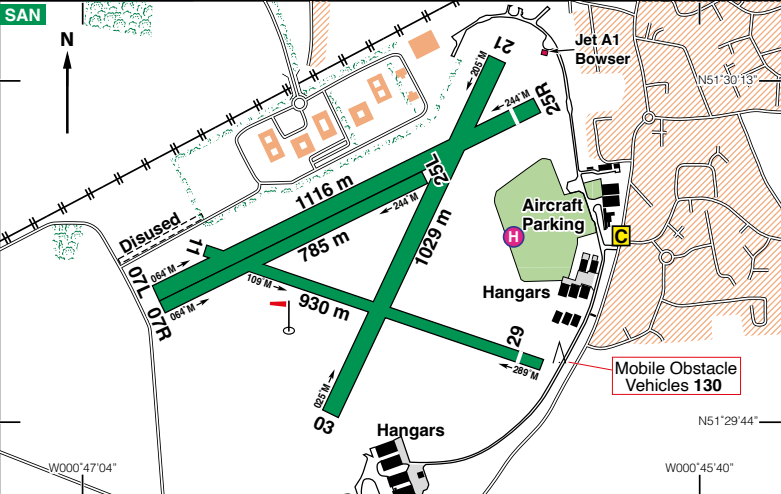 SAN
N
21
Jet A1
Bowser
205°M
N51°30'13"
244°M
25R
25L
1116 m
244°M
Aircraft
Parking
H
C
Disused
785 m
1029 m
11
07L
064°M
109°M
Hangars
064°M
07R
930 m
29
289°M
Mobile Obstacle
Vehicles 130
025°M
03
Hangars
N51°29'44"
W000°47'04"
W000°45'40"